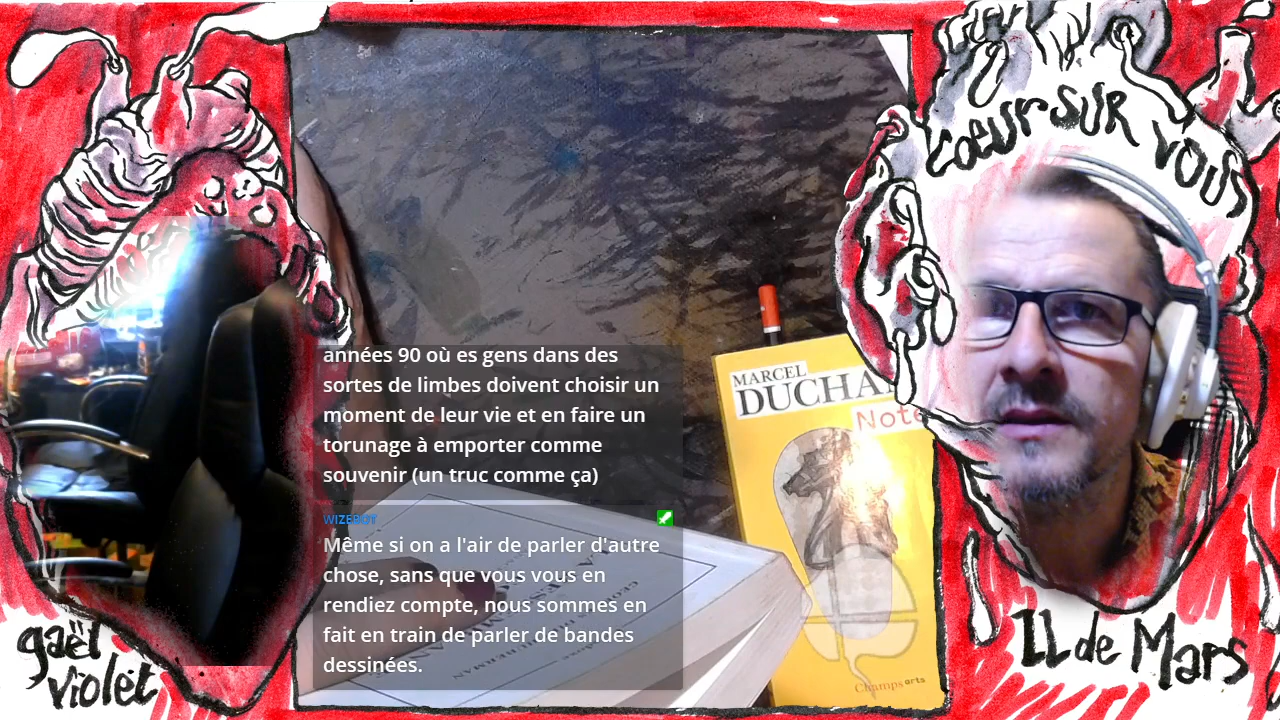 cœur SUR vous
années 90 où es gens dans des
sortes de limbes doivent choisir un
moment de leur vie et en faire un
torunage à emporter comme
souvenir (un truc comme ça)
WIZEBOT
Même si on a l'air de parler d'autre
chose, sans que vous vous en
rendiez compte, nous sommes en
fait en train de parler de bandes
dessinées.
MARCEL
Note
Champs arts
gaël
violet
LL de Mars